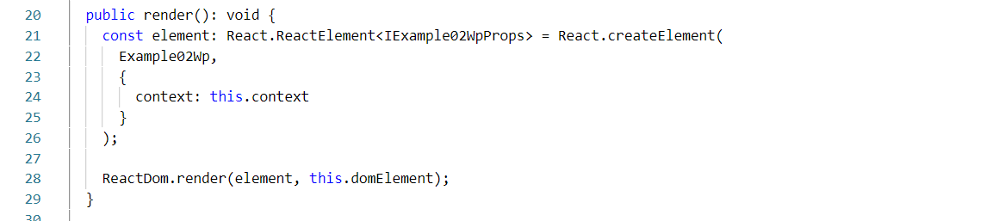 20 public render(): void {
21 const element: React.ReactElement<IExample02WpProps> = React.createElement(
22 Example02Wp,
23 {
24 context: this.context
25 }
26 );
27
28 ReactDom.render(element, this.domElement);
29 }
30